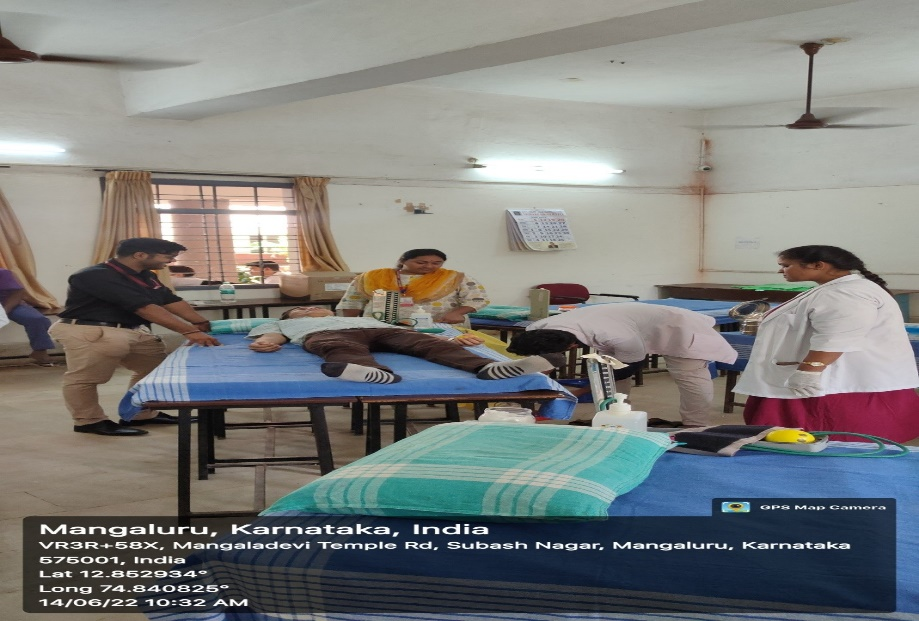 GPS Map Camera
Mangaluru, Karnataka, India
VR3R+58X, Mangaladevi Temple Rd, Subash Nagar, Mangaluru, Karnataka
575001, India
Lat 12.852934°
Long 74.840825°
14/06/22 10:32 AM